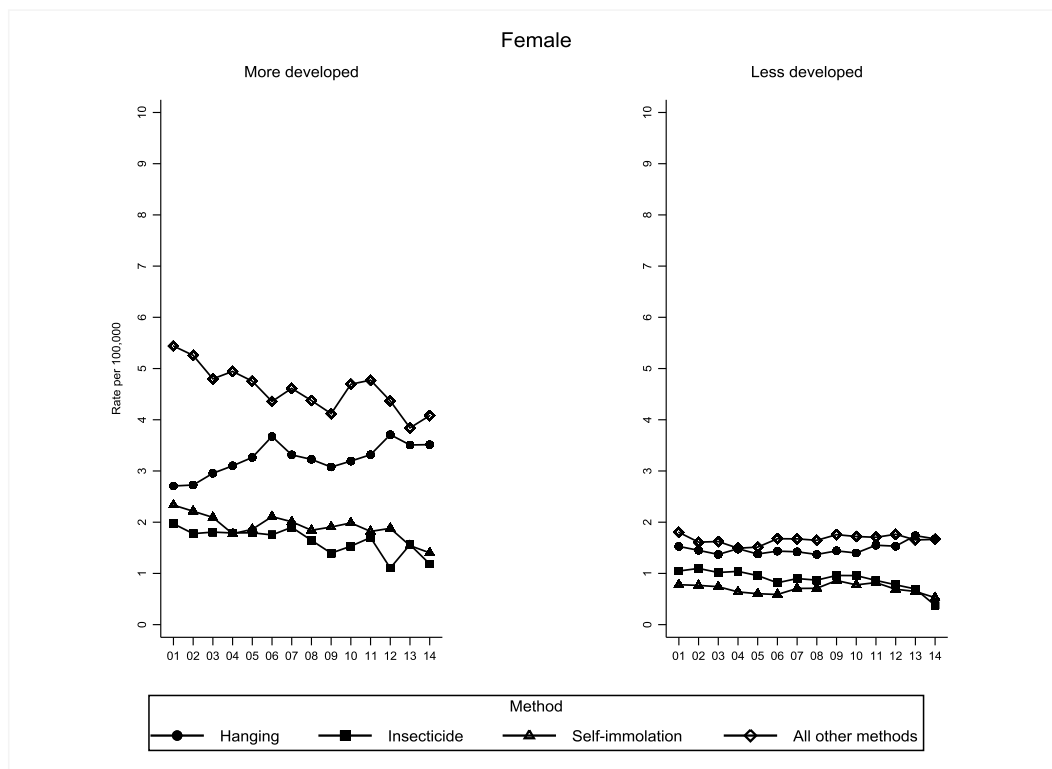 Female
More developed
Less developed
Rate per 100,000
10
9
8
7
6
5
4
3
2
1
0
01 02 03 04 05 06 07 08 09 10 11 12 13 14
10
9
8
7
6
5
4
3
2
1
0
01 02 03 04 05 06 07 08 09 10 11 12 13 14
Method
Hanging Insecticide Self-immolation All other methods